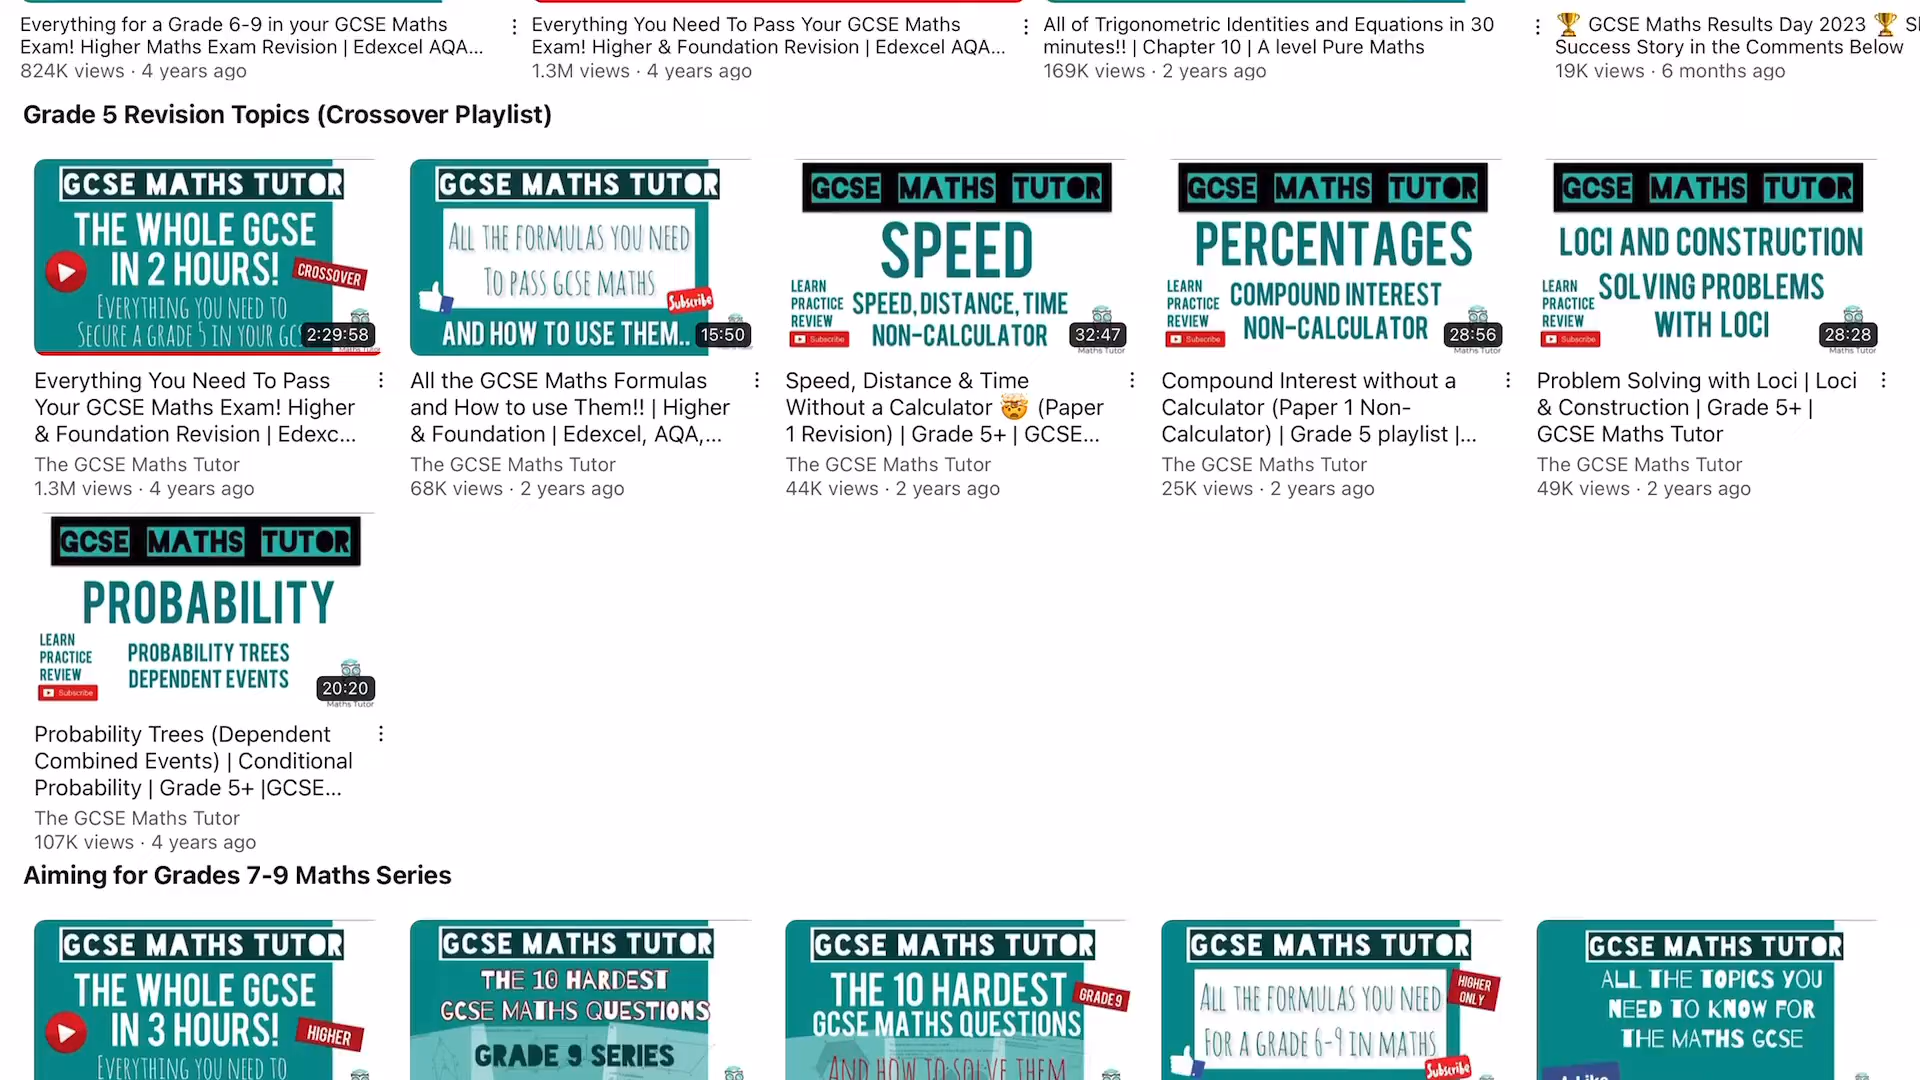 Everything for a Grade 6-9 in your GCSE Maths
Exam! Higher Maths Exam Revision | Edexcel AQA...
824K views · 4 years ago
Everything You Need To Pass Your GCSE Maths
Exam! Higher & Foundation Revision | Edexcel AQA...
1.3M views · 4 years ago
All of Trigonometric Identities and Equations in 30
minutes!! | Chapter 10 | A level Pure Maths
169K views · 2 years ago
🏆 GCSE Maths Results Day 2023 🏆
Success Story in the Comments Below
19K views · 6 months ago
Grade 5 Revision Topics (Crossover Playlist)
GCSE MATHS TUTOR
THE WHOLE GCSE
IN 2 HOURS!
CROSSOVER
EVERYTHING YOU NEED TO
SECURE A GRADE 5 IN YOUR
2:29:58
Everything You Need To Pass
Your GCSE Maths Exam! Higher
& Foundation Revision | Edexc...
The GCSE Maths Tutor
1.3M views · 4 years ago
GCSE MATHS TUTOR
ALL THE FORMULAS YOU NEED
TO PASS GCSE MATHS
Subscribe
AND HOW TO USE THEM..
15:50
All the GCSE Maths Formulas
and How to use Them!! | Higher
& Foundation | Edexcel, AQA,...
The GCSE Maths Tutor
68K views · 2 years ago
GCSE MATHS TUTOR
SPEED
LEARN
PRACTICE
REVIEW
Subscribe
SPEED, DISTANCE, TIME
NON-CALCULATOR
32:47
Maths Tutor
Speed, Distance & Time
Without a Calculator 🤯 (Paper
1 Revision) | Grade 5+ | GCSE...
The GCSE Maths Tutor
44K views · 2 years ago
GCSE MATHS TUTOR
PERCENTAGES
LEARN
PRACTICE
REVIEW
Subscribe
COMPOUND INTEREST
NON-CALCULATOR
28:56
Maths Tutor
Compound Interest without a
Calculator (Paper 1 Non-
Calculator) | Grade 5 playlist |...
The GCSE Maths Tutor
25K views · 2 years ago
GCSE MATHS TUTOR
LOCI AND CONSTRUCTION
LEARN
PRACTICE
REVIEW
Subscribe
SOLVING PROBLEMS
WITH LOCI
28:28
Maths Tutor
Problem Solving with Loci | Loci
& Construction | Grade 5+ |
GCSE Maths Tutor
The GCSE Maths Tutor
49K views · 2 years ago
GCSE MATHS TUTOR
PROBABILITY
LEARN
PRACTICE
REVIEW
Subscribe
PROBABILITY TREES
DEPENDENT EVENTS
20:20
Maths Tutor
Probability Trees (Dependent
Combined Events) | Conditional
Probability | Grade 5+ |GCSE...
The GCSE Maths Tutor
107K views · 4 years ago
Aiming for Grades 7-9 Maths Series
GCSE MATHS TUTOR
THE WHOLE GCSE
IN 3 HOURS!
HIGHER
EVERYTHING YOU NEED TO
GCSE MATHS TUTOR
THE 10 HARDEST
GCSE MATHS QUESTIONS
GRADE 9 SERIES
GCSE MATHS TUTOR
THE 10 HARDEST
GRADE 9
GCSE MATHS QUESTIONS
AND HOW TO SOLVE THEM
GCSE MATHS TUTOR
HIGHER
ONLY
ALL THE FORMULAS YOU NEED
FOR A GRADE 6-9 IN MATHS
Subscribe
GCSE MATHS TUTOR
ALL THE TOPICS YOU
NEED TO KNOW FOR
THE MATHS GCSE